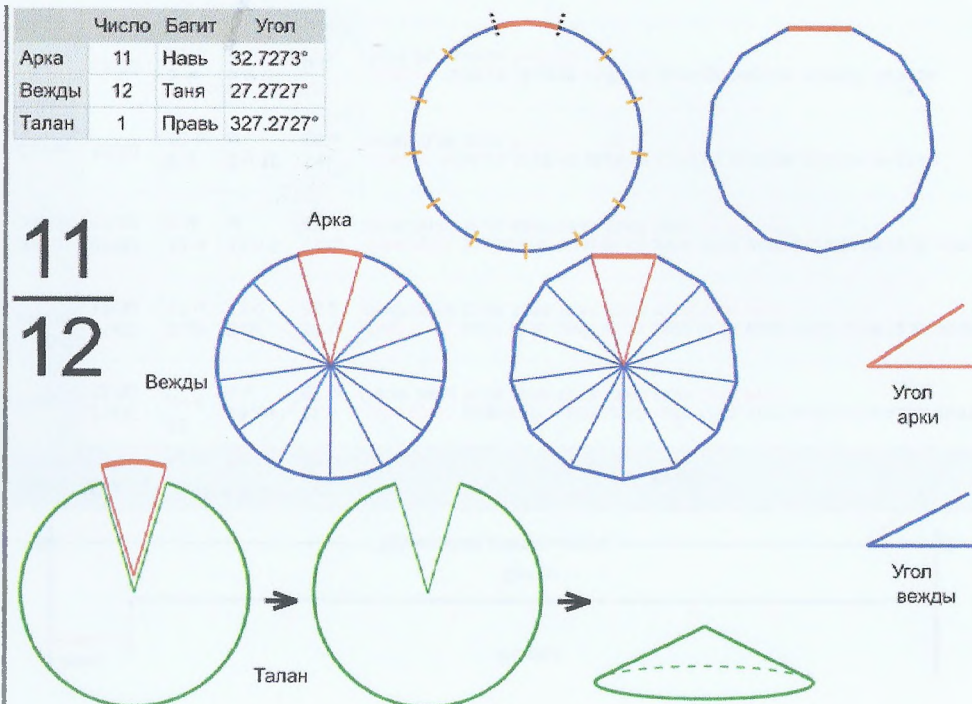 Число Багит Угол
Арка 11 Навь 32.7273°
Вежды 12 Таня 27.2727°
Талан 1 Правь 327.2727°
11
12
Арка
Вежды
Угол
арки
Угол
вежды
Талан